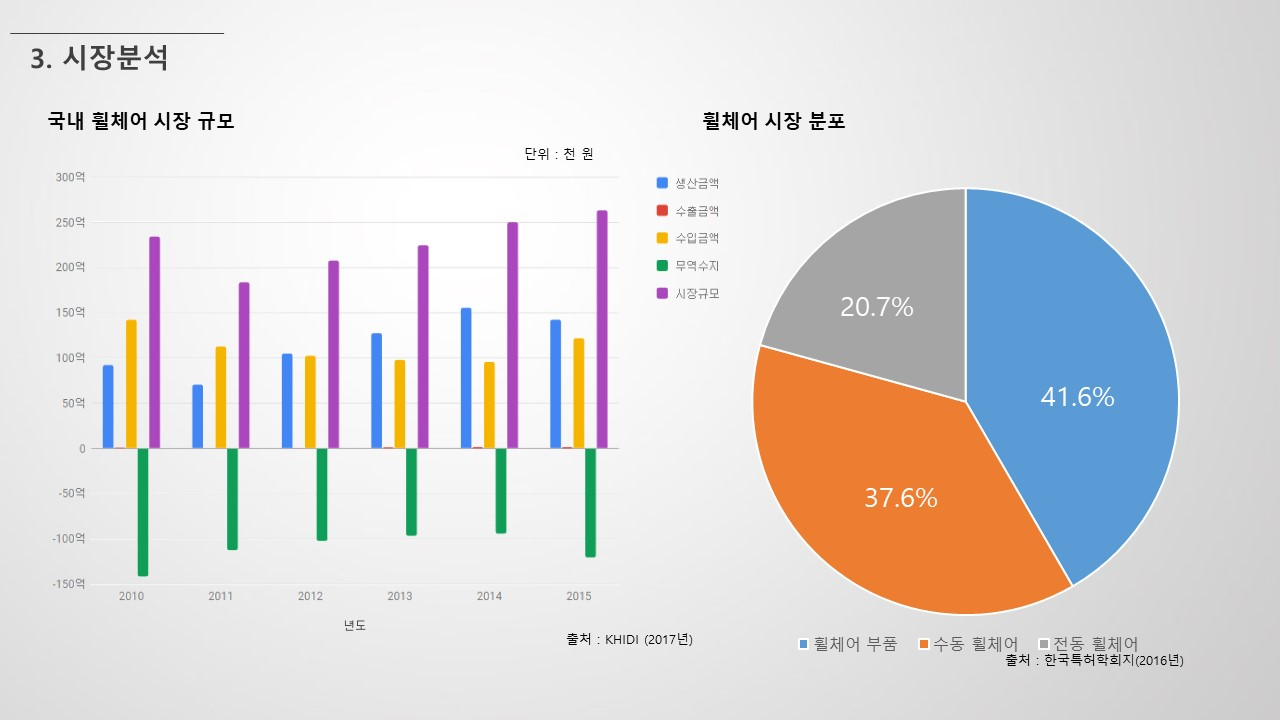 3. 시장분석
국내 휠체어 시장 규모
단위 : 천 원
300억
250억
200억
150억
100억
50억
0
-50억
-100억
-150억
2010 2011 2012 2013 2014 2015
년도
생산금액
수출금액
수입금액
무역수지
시장규모
출처 : KHIDI (2017년)
휠체어 시장 분포
20.7%
41.6%
37.6%
휠체어 부품 수동 휠체어 전동 휠체어
출처 : 한국특허학회지(2016년)